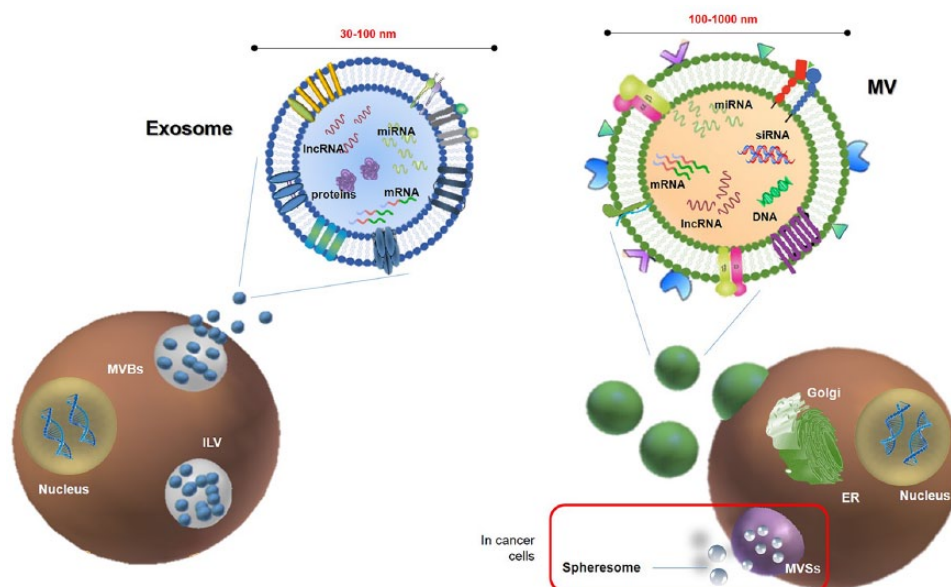 30-100 nm
100-1000 nm
Exosome
MV
lncRNA
miRNA
proteins
mRNA
miRNA
siRNA
mRNA
lncRNA
DNA
MVBs
ILV
Nucleus
Golgi
ER
Nucleus
In cancer
cells
Spheresome
MVSs